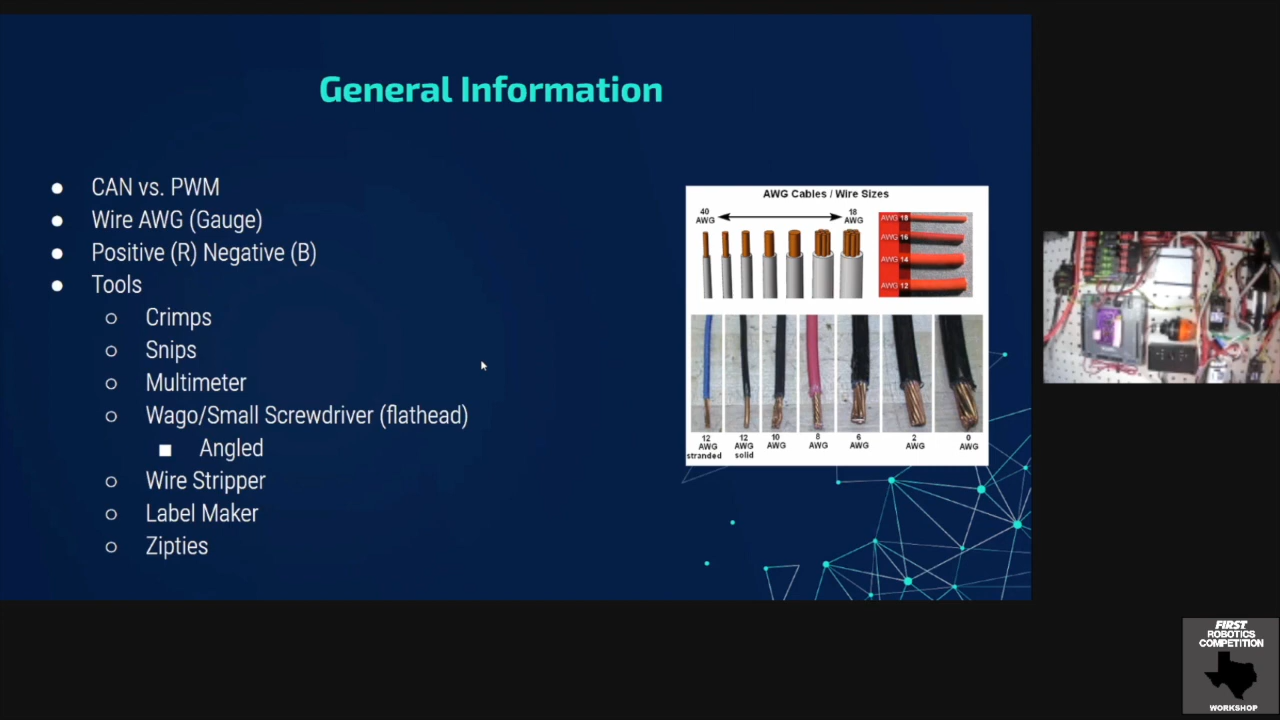 General Information
CAN vs. PWM
Wire AWG (Gauge)
Positive (R) Negative (B)
Tools
Crimps
Snips
Multimeter
Wago/Small Screwdriver (flathead)
Angled
Wire Stripper
Label Maker
Zipties
AWG Cables / Wire Sizes
40 AWG
18 AWG
AWG 18
AWG 16
AWG 14
AWG 12
12 AWG stranded
12 AWG solid
10 AWG
8 AWG
6 AWG
2 AWG
0 AWG
FIRST
ROBOTICS
COMPETITION
WORKSHOP